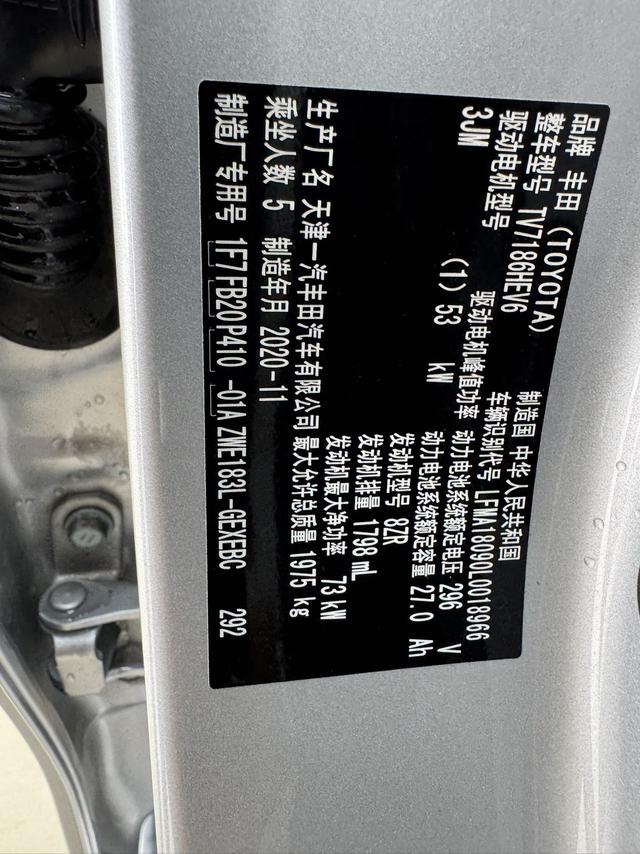 品牌 丰田 (TOYOTA) 制造国 中华人民共和国
整车型号 TV7186HEV6 车辆识别代号 LFMA180C0L0018966
驱动电机型号 驱动电机峰值功率 动力电池系统额定电压 296 V
3JM (1) 53 kW 动力电池系统额定容量 27.0 Ah
发动机型号 8ZR
发动机排量 1798 mL
发动机最大净功率 73 kW
生产厂名 天津一汽丰田汽车有限公司 最大允许总质量 1975 kg
乘坐人数 5 制造年月 2020-11
制造厂专用号 1F7FB20P410 -01A ZWE183L-GEXEBC 292